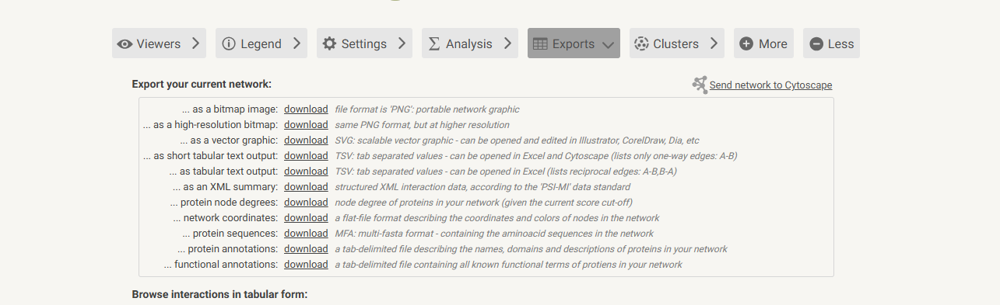 Viewers
Legend
Settings
Analysis
Exports
Clusters
More
Less
Export your current network:
Send network to Cytoscape
... as a bitmap image: download file format is 'PNG': portable network graphic
... as a high-resolution bitmap: download same PNG format, but at higher resolution
... as a vector graphic: download SVG: scalable vector graphic - can be opened and edited in Illustrator, CorelDraw, Dia, etc
... as short tabular text output: download TSV: tab separated values - can be opened in Excel and Cytoscape (lists only one-way edges: A-B)
... as tabular text output: download TSV: tab separated values - can be opened in Excel (lists reciprocal edges: A-B,B-A)
... as an XML summary: download structured XML interaction data, according to the 'PSI-MI' data standard
... protein node degrees: download node degree of proteins in your network (given the current score cut-off)
... network coordinates: download a flat-file format describing the coordinates and colors of nodes in the network
... protein sequences: download MFA: multi-fasta format - containing the aminoacid sequences in the network
... protein annotations: download a tab-delimited file describing the names, domains and descriptions of proteins in your network
... functional annotations: download a tab-delimited file containing all known functional terms of protiens in your network
Browse interactions in tabular form: